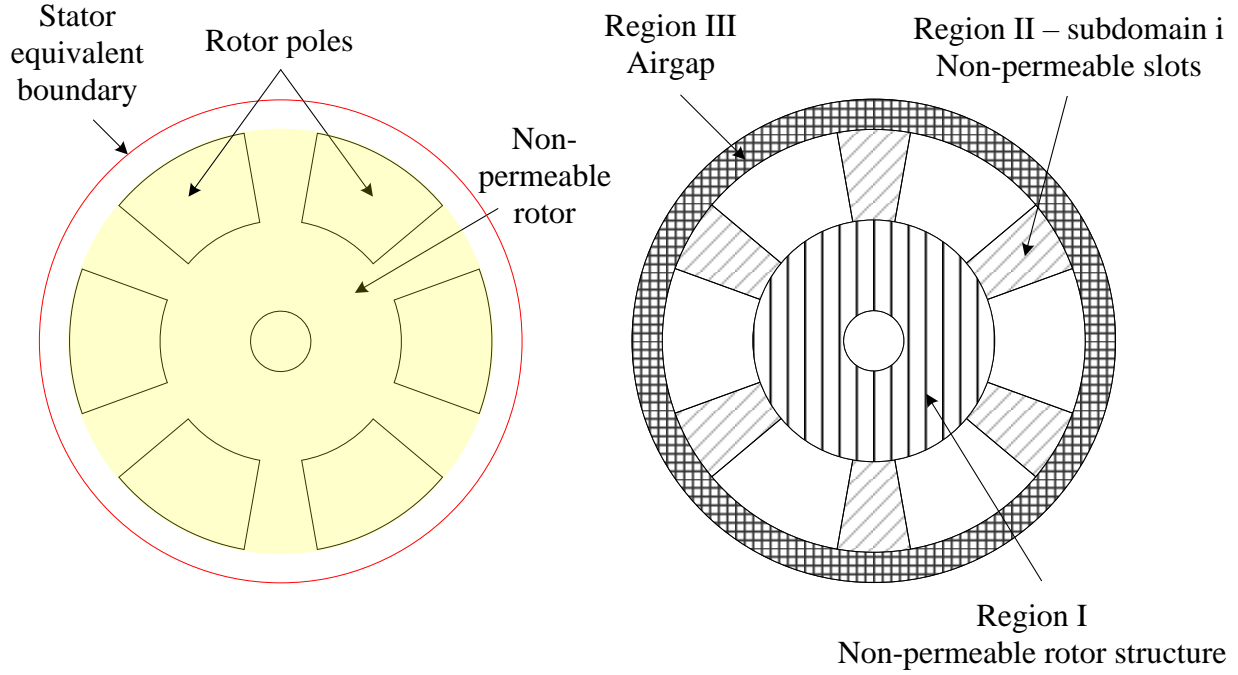 Stator
equivalent
boundary
Rotor poles
Non-
permeable
rotor
Region III
Airgap
Region II – subdomain i
Non-permeable slots
Region I
Non-permeable rotor structure